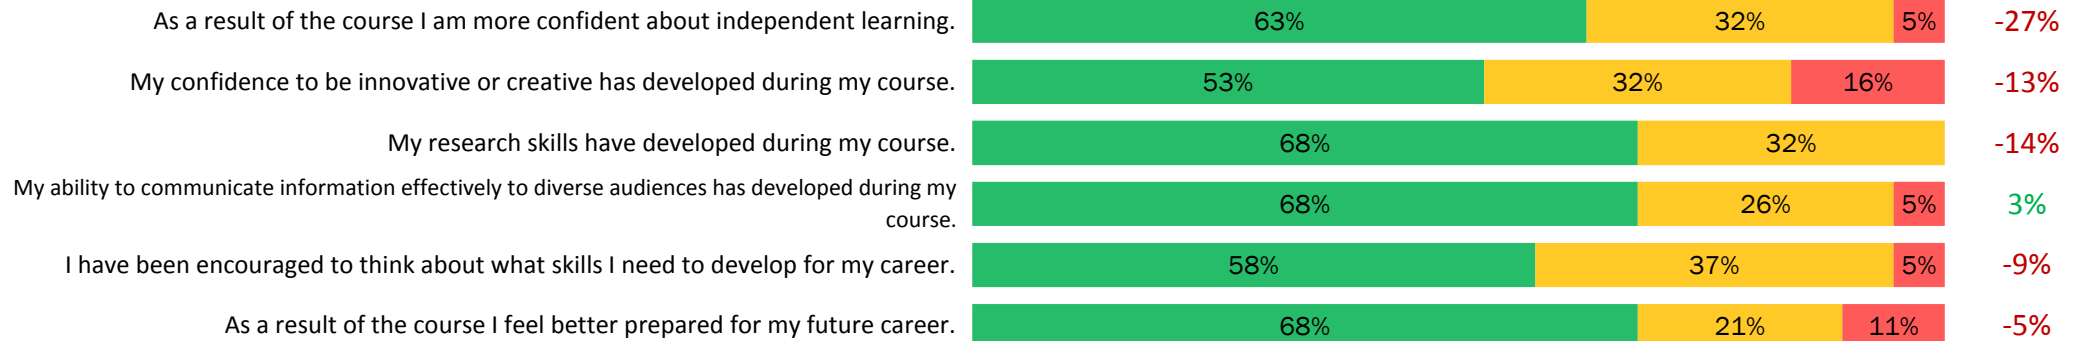 As a result of the course I am more confident about independent learning. 63% 32% 5% -27%
My confidence to be innovative or creative has developed during my course. 53% 32% 16% -13%
My research skills have developed during my course. 68% 32% -14%
My ability to communicate information effectively to diverse audiences has developed during my
course. 68% 26% 5% 3%
I have been encouraged to think about what skills I need to develop for my career. 58% 37% 5% -9%
As a result of the course I feel better prepared for my future career. 68% 21% 11% -5%